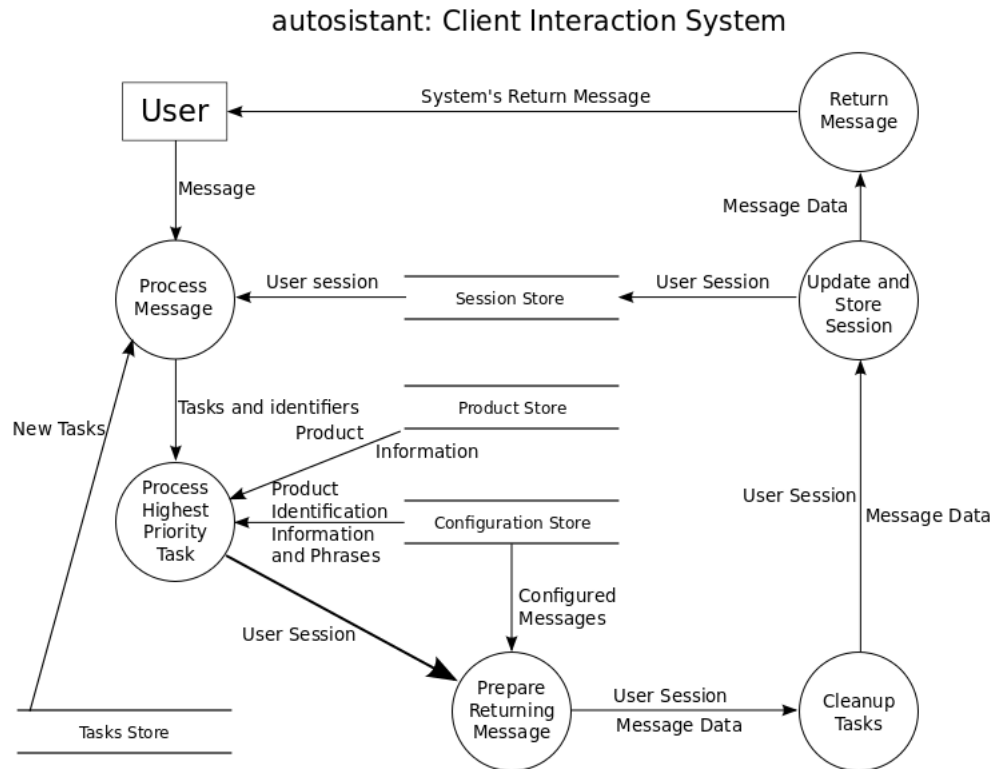 autosistant: Client Interaction System
User
System's Return Message
Return
Message
Message
Message Data
Process
Message
User session
Session Store
User Session
Update and
Store
Session
New Tasks
Tasks and identifiers
Product Store
Product
Information
Process
Highest
Priority
Task
Product
Identification
Information
and Phrases
Configuration Store
User Session
Message Data
Configured
Messages
User Session
Prepare
Returning
Message
User Session
Message Data
Cleanup
Tasks
Tasks Store